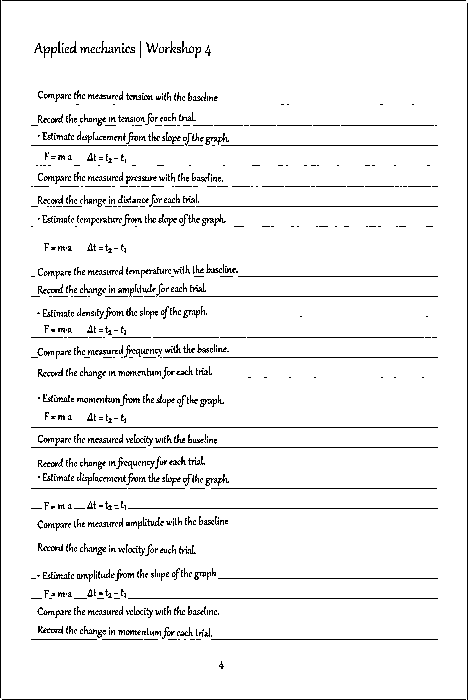 Applied mechanics | Workshop 4
Compare the measured tension with the baseline
Record the change in tension for each trial.
• Estimate displacement from the slope of the graph.
F = m·a Δt = t₂ − t₁
Compare the measured pressure with the baseline.
Record the change in distance for each trial.
• Estimate temperature from the slope of the graph.
F = m·a Δt = t₂ − t₁
Compare the measured temperature with the baseline.
Record the change in amplitude for each trial.
• Estimate density from the slope of the graph.
F = m·a Δt = t₂ − t₁
Compare the measured frequency with the baseline.
Record the change in momentum for each trial.
• Estimate momentum from the slope of the graph.
F = m·a Δt = t₂ − t₁
Compare the measured velocity with the baseline
Record the change in frequency for each trial.
• Estimate displacement from the slope of the graph.
F = m·a Δt = t₂ − t₁
Compare the measured amplitude with the baseline
Record the change in velocity for each trial.
• Estimate amplitude from the slope of the graph
F = m·a Δt = t₂ − t₁
Compare the measured velocity with the baseline.
Record the change in momentum for each trial.
4